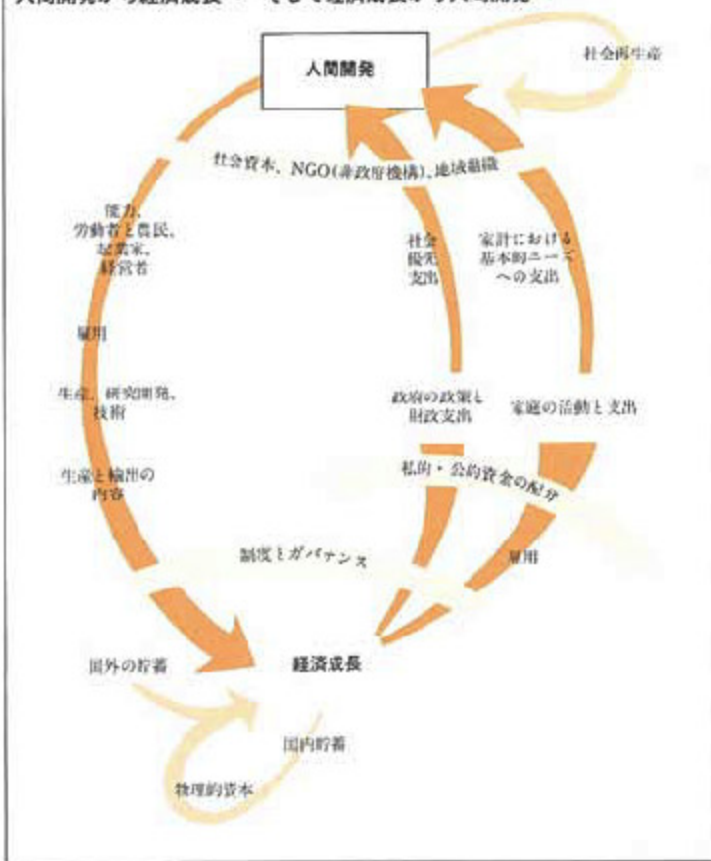 人間開発
社会再生産
社会資本、NGO(非政府機構)、地域組織
能力、
労働者と農民、
起業家、
経営者
社会
優先
支出
家計における
基本的ニーズ
への支出
雇用
生産、研究開発、
技術
政府の政策と
財政支出
家庭の活動と支出
生産と輸出の
内容
私的・公的資金の配分
制度とガバナンス
雇用
国外の貯蓄
経済成長
国内貯蓄
物理的資本